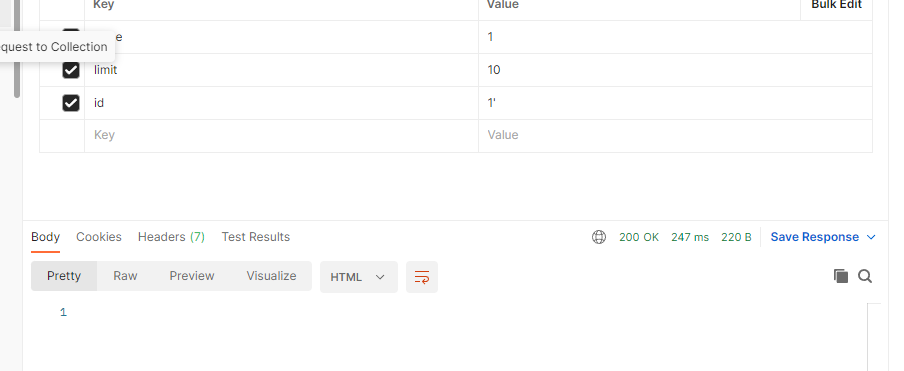 Key Value Bulk Edit
e 1
quest to Collection
limit 10
id 1'
Key Value
Body Cookies Headers (7) Test Results 200 OK 247 ms 220 B Save Response
Pretty Raw Preview Visualize HTML
1